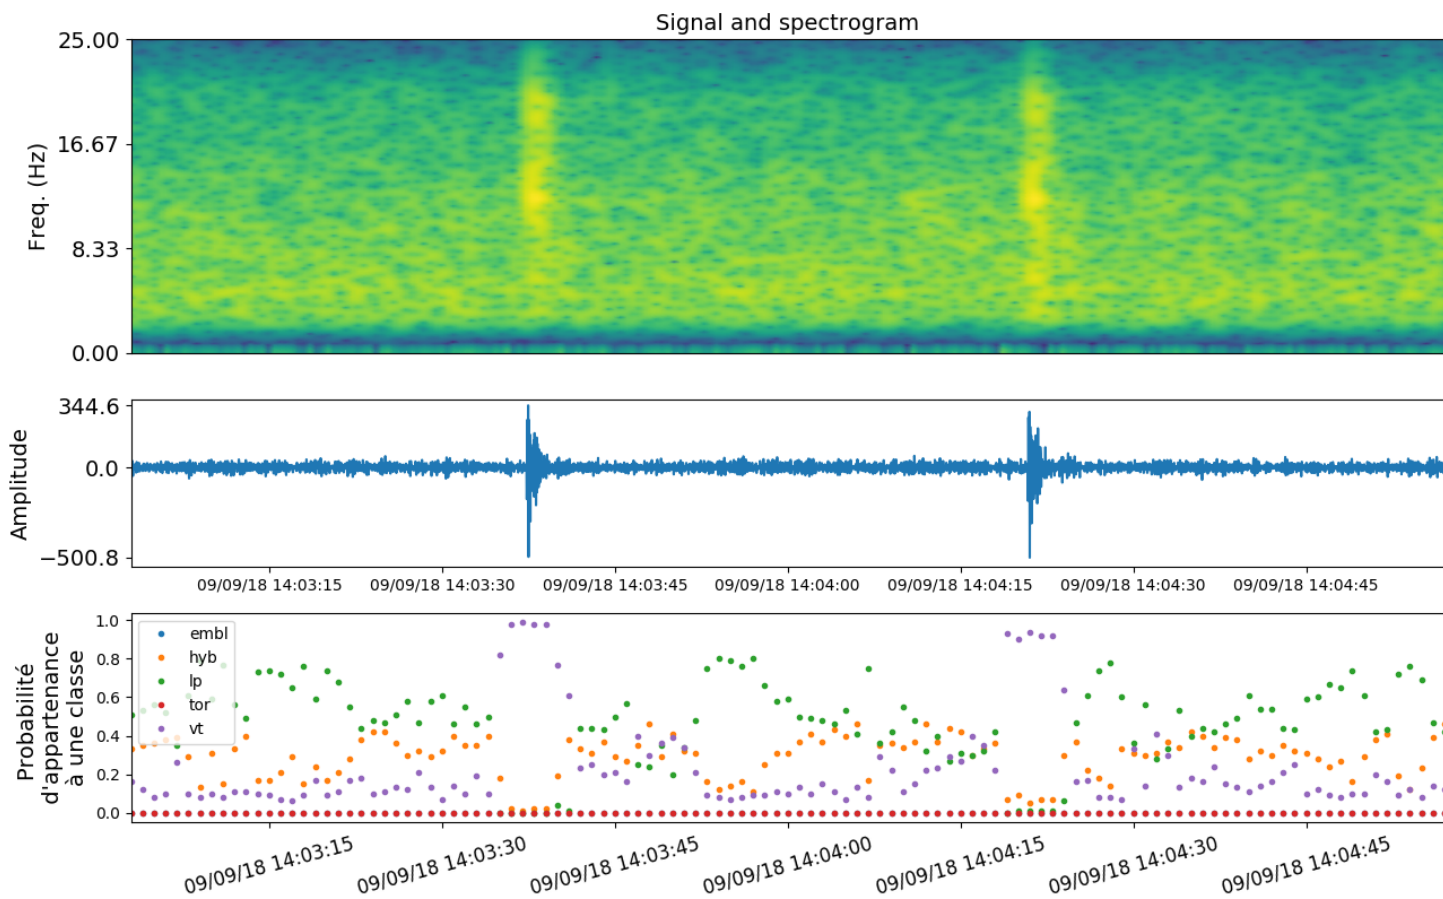 Signal and spectrogram
25.00
16.67
8.33
0.00
Freq. (Hz)
344.6
0.0
−500.8
Amplitude
09/09/18 14:03:15 09/09/18 14:03:30 09/09/18 14:03:45 09/09/18 14:04:00 09/09/18 14:04:15 09/09/18 14:04:30 09/09/18 14:04:45
1.0
0.8
0.6
0.4
0.2
0.0
Probabilité
d'appartenance
à une classe
embl
hyb
lp
tor
vt
09/09/18 14:03:15 09/09/18 14:03:30 09/09/18 14:03:45 09/09/18 14:04:00 09/09/18 14:04:15 09/09/18 14:04:30 09/09/18 14:04:45